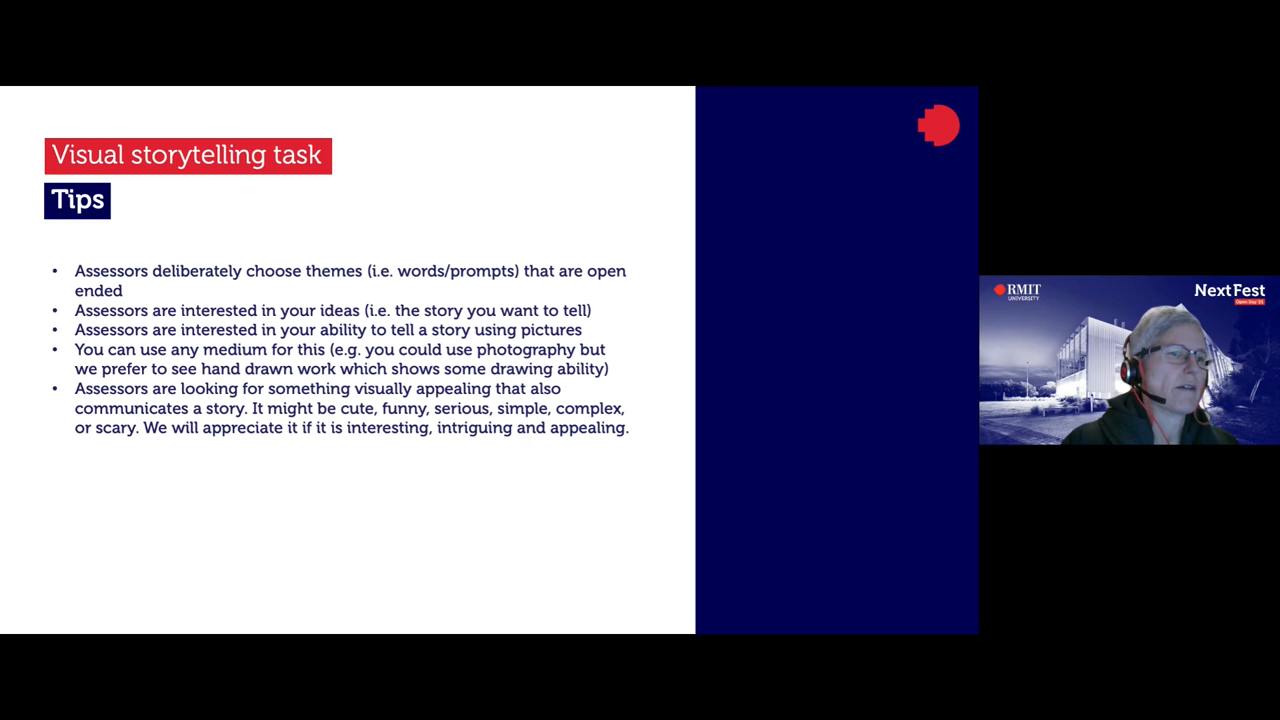 Visual storytelling task
Tips
• Assessors deliberately choose themes (i.e. words/prompts) that are open
ended
• Assessors are interested in your ideas (i.e. the story you want to tell)
• Assessors are interested in your ability to tell a story using pictures
• You can use any medium for this (e.g. you could use photography but
we prefer to see hand drawn work which shows some drawing ability)
• Assessors are looking for something visually appealing that also
communicates a story. It might be cute, funny, serious, simple, complex,
or scary. We will appreciate it if it is interesting, intriguing and appealing.
RMIT
UNIVERSITY
NextFest
Open Day '21